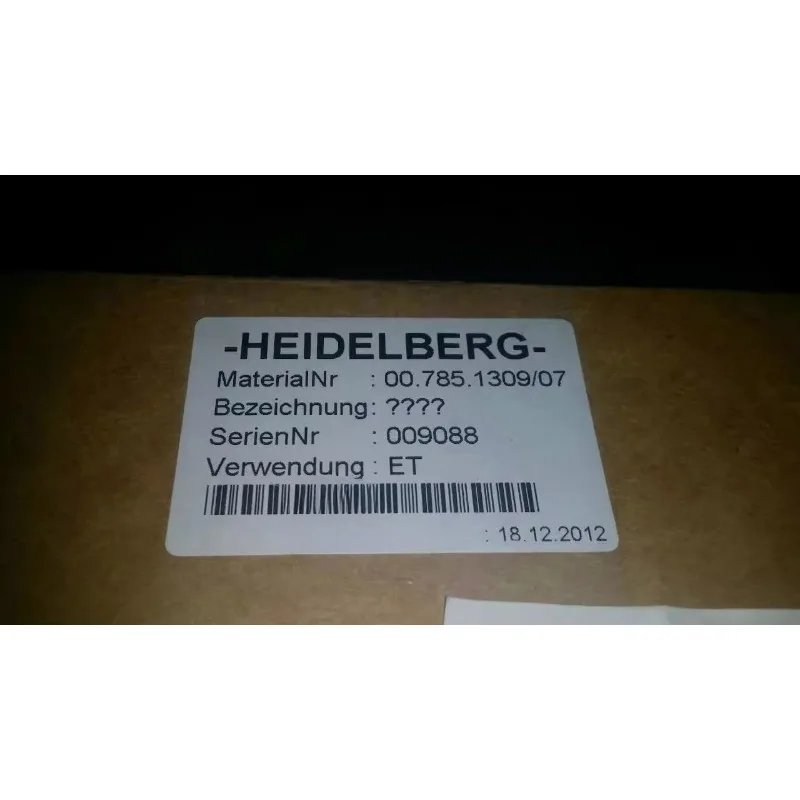 -HEIDELBERG-
MaterialNr : 00.785.1309/07
Bezeichnung : ????
SerienNr : 009088
Verwendung : ET
: 18.12.2012